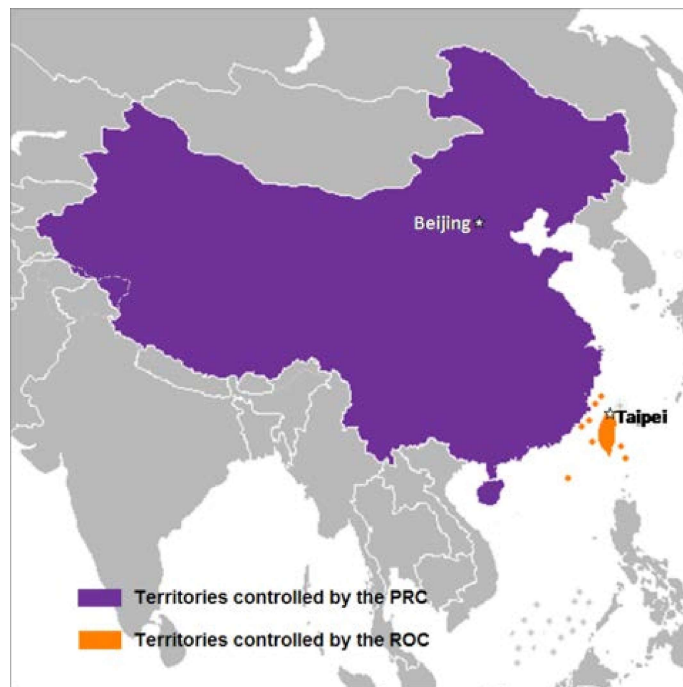 Beijing
Taipei
Territories controlled by the PRC
Territories controlled by the ROC